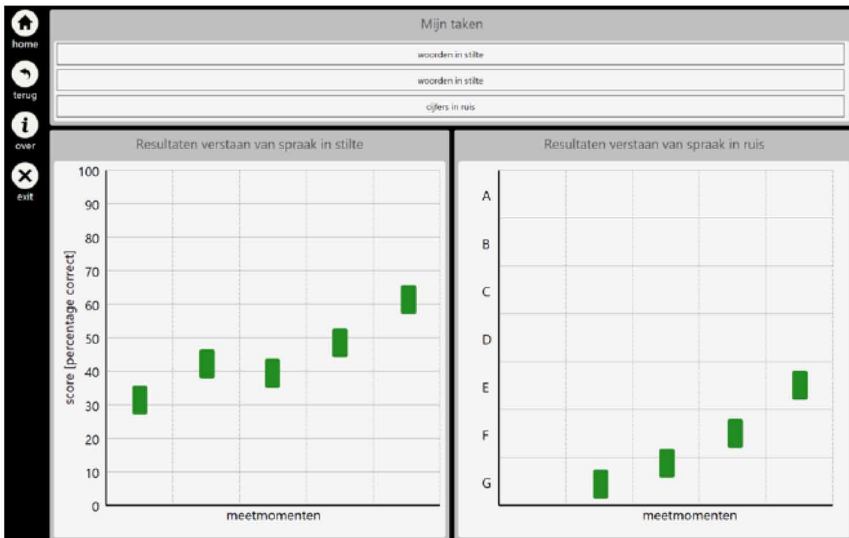 home
terug
over
exit
Mijn taken
woorden in stilte
woorden in stilte
cijfers in ruis
Resultaten verstaan van spraak in stilte
score [percentage correct]
100
90
80
70
60
50
40
30
20
10
0
meetmomenten
Resultaten verstaan van spraak in ruis
A
B
C
D
E
F
G
meetmomenten